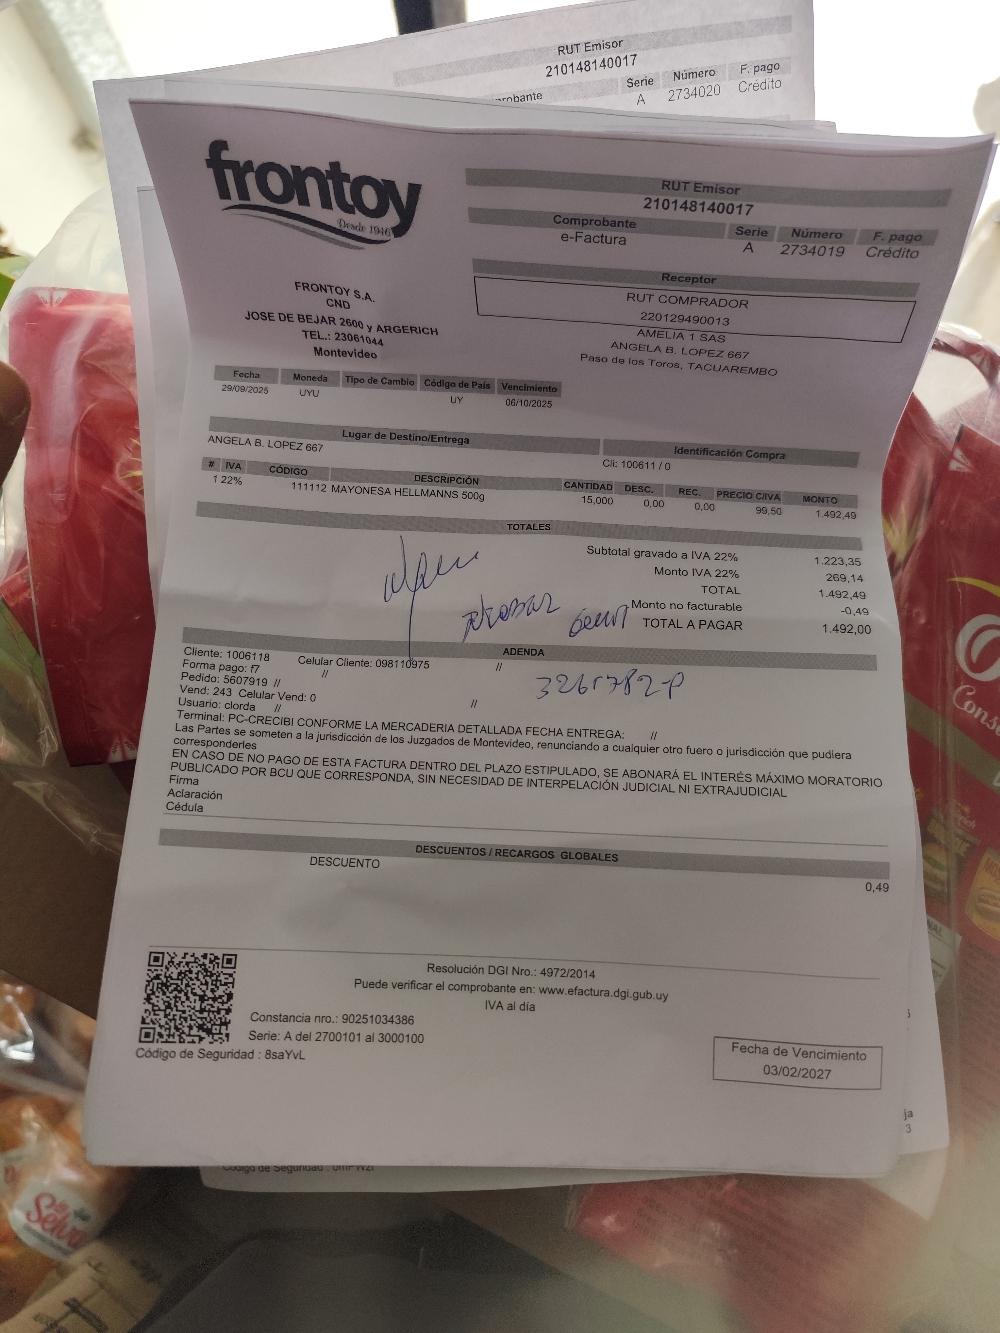 RUT Emisor
210148140017
Serie Número F. pago
A 2734020 Crédito
frontoy
Desde 1946
RUT Emisor
210148140017
Comprobante Serie Número F. pago
e-Factura A 2734019 Crédito
Receptor
RUT COMPRADOR
220129490013
AMELIA 1 SAS
ANGELA B. LOPEZ 667
Paso de los Toros, TACUAREMBO
FRONTOY S.A.
CND
JOSE DE BEJAR 2600 y ARGERICH
TEL.: 23061044
Montevideo
Fecha Moneda Tipo de Cambio Código de País Vencimiento
29/09/2025 UYU UY 06/10/2025
Lugar de Destino/Entrega Identificación Compra
ANGELA B. LOPEZ 667 Cli: 100611 / 0
# IVA CÓDIGO DESCRIPCIÓN CANTIDAD DESC. REC. PRECIO C/IVA MONTO
1 22% 111112 MAYONESA HELLMANNS 500g 15,000 0,00 0,00 99,50 1.492,49
TOTALES
Subtotal gravado a IVA 22% 1.223,35
Monto IVA 22% 269,14
TOTAL 1.492,49
Monto no facturable -0,49
TOTAL A PAGAR 1.492,00
ADENDA
Cliente: 1006118 Celular Cliente: 098110975 //
Forma pago: f7 //
Pedido: 5607919 //
Vend: 243 Celular Vend: 0 //
Usuario: clorda //
Terminal: PC-CRECIBI CONFORME LA MERCADERIA DETALLADA FECHA ENTREGA: //
Las Partes se someten a la jurisdicción de los Juzgados de Montevideo, renunciando a cualquier otro fuero o jurisdicción que pudiera
corresponderles
EN CASO DE NO PAGO DE ESTA FACTURA DENTRO DEL PLAZO ESTIPULADO, SE ABONARÁ EL INTERÉS MÁXIMO MORATORIO
PUBLICADO POR BCU QUE CORRESPONDA, SIN NECESIDAD DE INTERPELACIÓN JUDICIAL NI EXTRAJUDICIAL
Firma
Aclaración
Cédula
DESCUENTOS / RECARGOS GLOBALES
DESCUENTO 0,49
Resolución DGI Nro.: 4972/2014
Puede verificar el comprobante en: www.efactura.dgi.gub.uy
IVA al día
Constancia nro.: 90251034386
Serie: A del 2700101 al 3000100
Código de Seguridad : 8saYvL
Fecha de Vencimiento
03/02/2027
Código de Seguridad :
La Selva